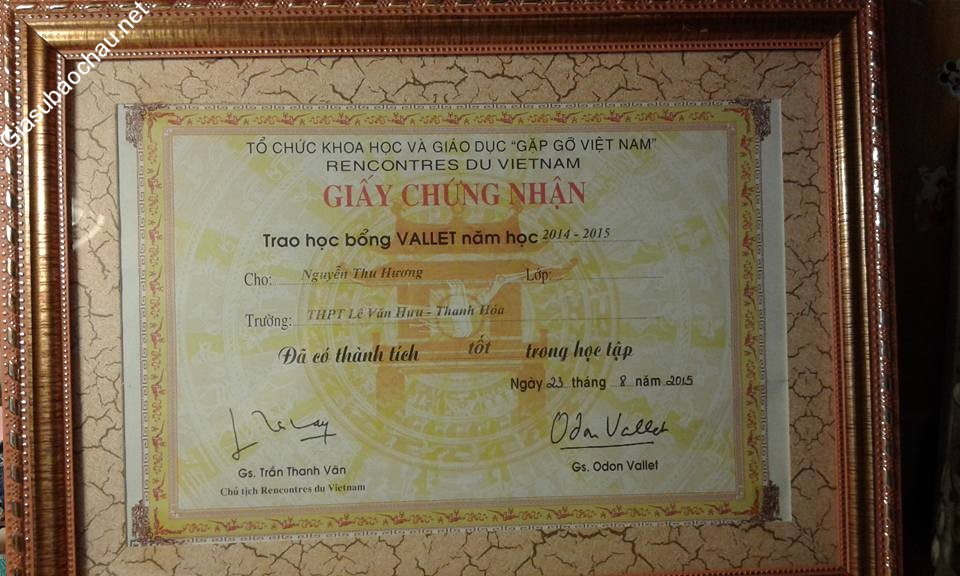 Giasubaochau.net
TỔ CHỨC KHOA HỌC VÀ GIÁO DỤC "GẶP GỠ VIỆT NAM"
RENCONTRES DU VIETNAM
GIẤY CHỨNG NHẬN
Trao học bổng VALLET năm học 2014 - 2015
Cho: Nguyễn Thu Hương Lớp:
Trường: THPT Lê Văn Hưu - Thanh Hóa
Đã có thành tích tốt trong học tập
Ngày 23 tháng 8 năm 2015
Odon Vallet
Gs. Trần Thanh Vân Gs. Odon Vallet
Chủ tịch Rencontres du Vietnam